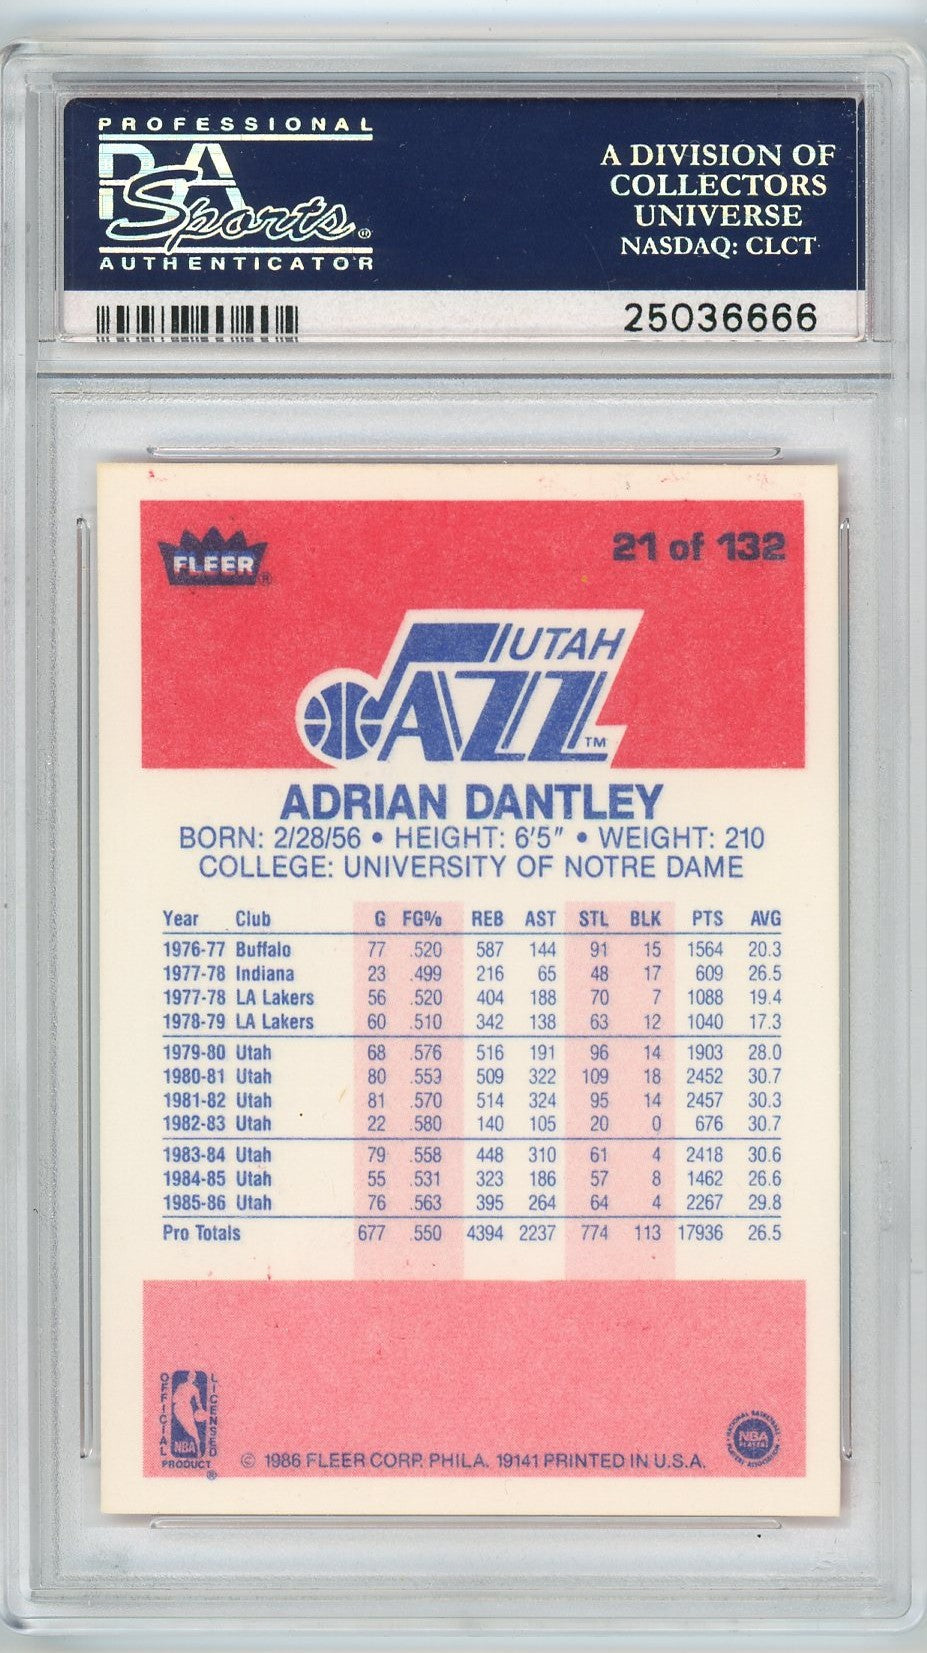 PROFESSIONAL
PSA
Sports
AUTHENTICATOR
A DIVISION OF
COLLECTORS
UNIVERSE
NASDAQ: CLCT
25036666
FLEER®
21 of 132
UTAH
JAZZ TM
ADRIAN DANTLEY
BORN: 2/28/56 • HEIGHT: 6'5" • WEIGHT: 210
COLLEGE: UNIVERSITY OF NOTRE DAME
Year Club G FG% REB AST STL BLK PTS AVG
1976-77 Buffalo 77 .520 587 144 91 15 1564 20.3
1977-78 Indiana 23 .499 216 65 48 17 609 26.5
1977-78 LA Lakers 56 .520 404 188 70 7 1088 19.4
1978-79 LA Lakers 60 .510 342 138 63 12 1040 17.3
1979-80 Utah 68 .576 516 191 96 14 1903 28.0
1980-81 Utah 80 .553 509 322 109 18 2452 30.7
1981-82 Utah 81 .570 514 324 95 14 2457 30.3
1982-83 Utah 22 .580 140 105 20 0 676 30.7
1983-84 Utah 79 .558 448 310 61 4 2418 30.6
1984-85 Utah 55 .531 323 186 57 8 1462 26.6
1985-86 Utah 76 .563 395 264 64 4 2267 29.8
Pro Totals 677 .550 4394 2237 774 113 17936 26.5
OFFICIAL LICENSED
NBA
PRODUCT ®
© 1986 FLEER CORP. PHILA. 19141 PRINTED IN U.S.A.
NATIONAL BASKETBALL
NBA
PLAYERS
PLAYERS ASSOCIATION